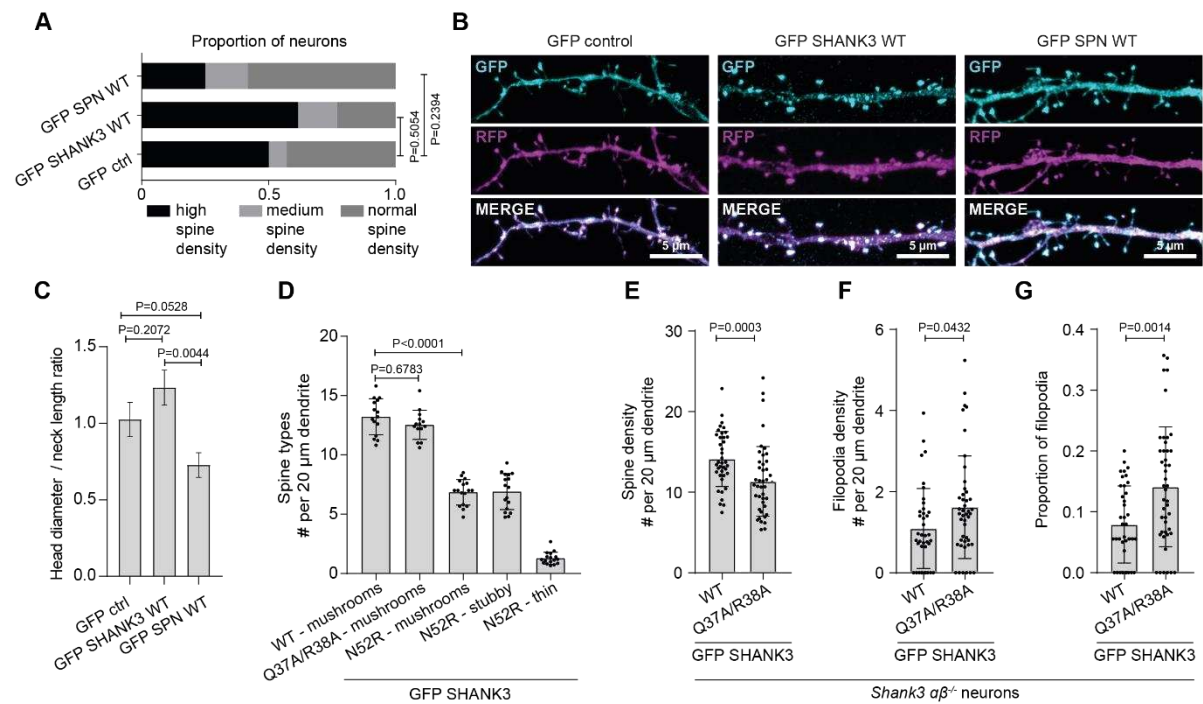 A
Proportion of neurons
GFP SPN WT
GFP SHANK3 WT
GFP ctrl
P=0.5054
P=0.2394
0
0.5
1.0
high spine density
medium spine density
normal spine density
B
GFP control
GFP SHANK3 WT
GFP SPN WT
GFP
GFP
GFP
RFP
RFP
RFP
MERGE
MERGE
MERGE
5 µm
5 µm
5 µm
C
Head diameter / neck length ratio
P=0.0528
P=0.2072
P=0.0044
1.5
1.0
0.5
0.0
GFP ctrl
GFP SHANK3 WT
GFP SPN WT
D
Spine types
# per 20 µm dendrite
P<0.0001
P=0.6783
20
15
10
5
0
WT - mushrooms
Q37A/R38A - mushrooms
N52R - mushrooms
N52R - stubby
N52R - thin
GFP SHANK3
E
Spine density
# per 20 µm dendrite
P=0.0003
30
20
10
0
WT
Q37A/R38A
GFP SHANK3
F
Filopodia density
# per 20 µm dendrite
P=0.0432
6
4
2
0
WT
Q37A/R38A
GFP SHANK3
G
Proportion of filopodia
P=0.0014
0.4
0.3
0.2
0.1
0.0
WT
Q37A/R38A
GFP SHANK3
Shank3 αβ-/- neurons